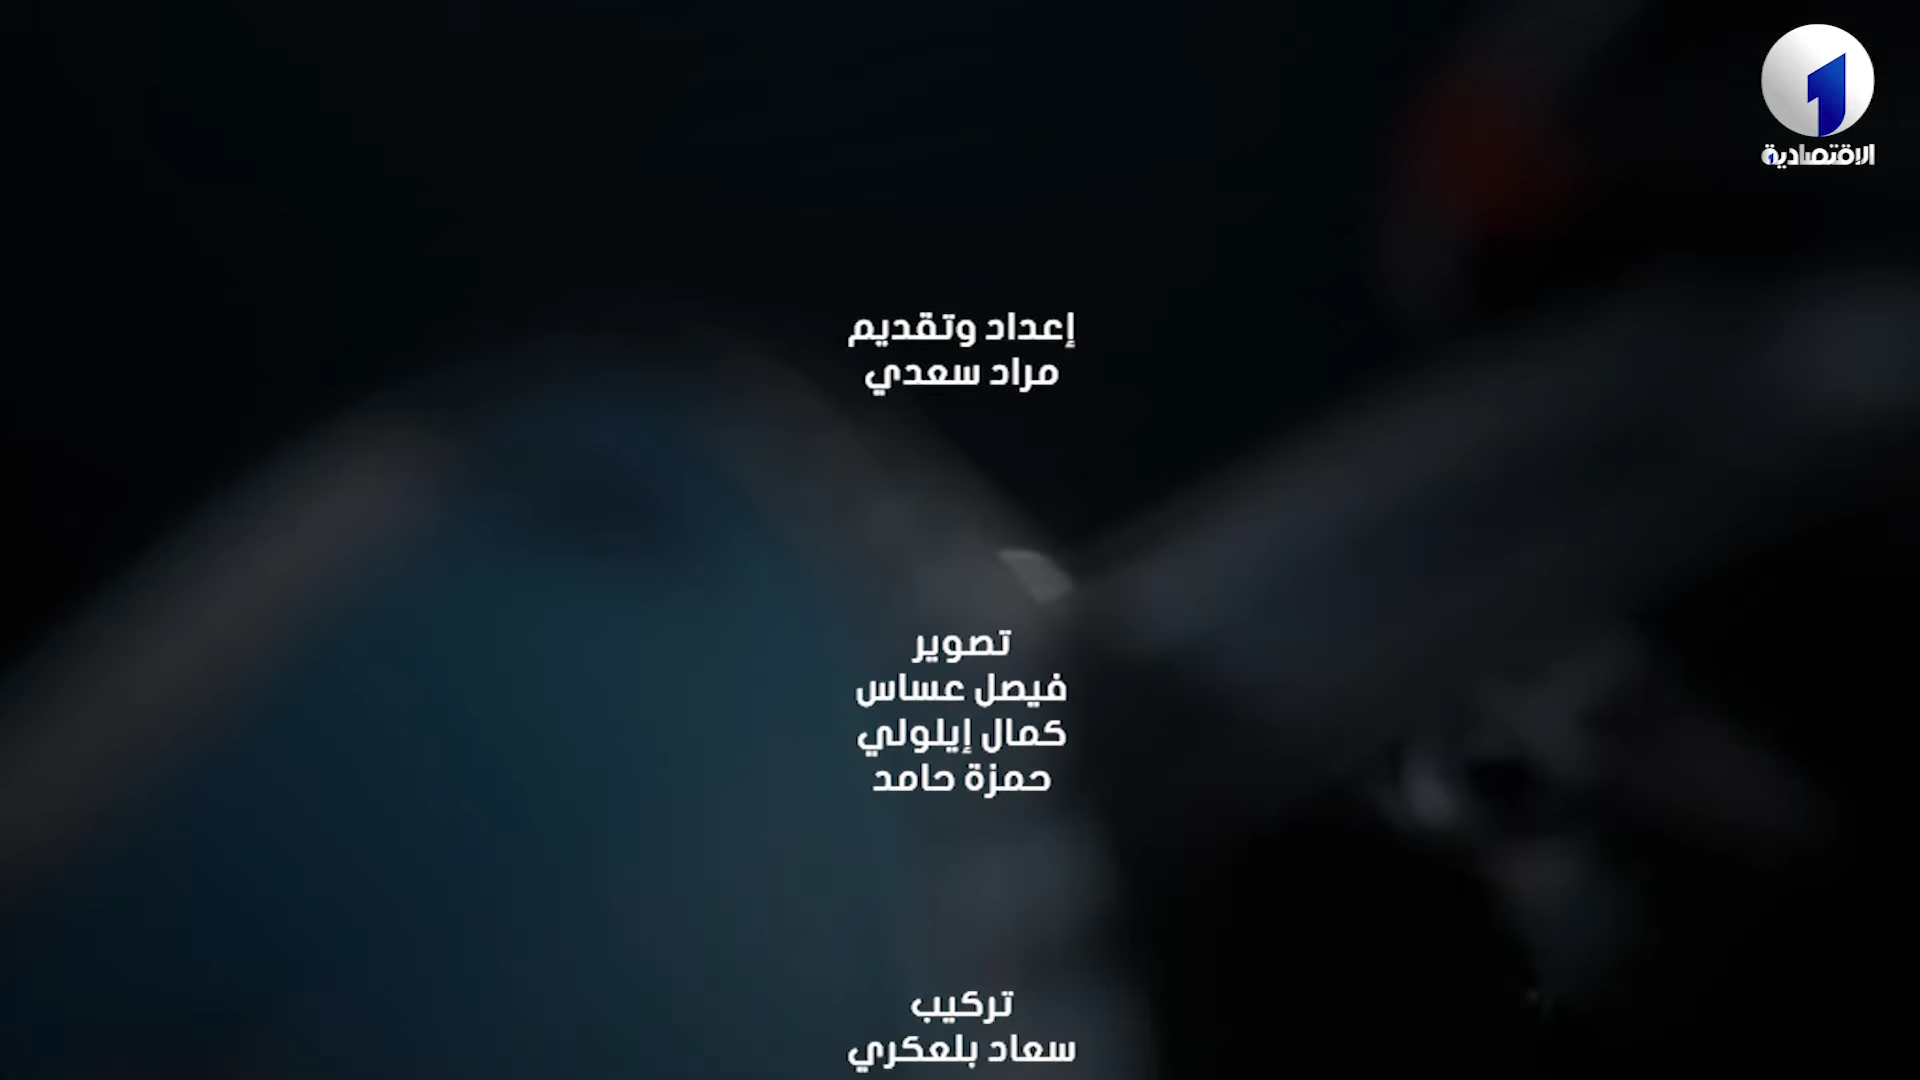 الاقتصادية
إعداد وتقديم
مراد سعدي
تصوير
فيصل عساس
كمال إيلولي
حمزة حامد
تركيب
سعاد بلعكري